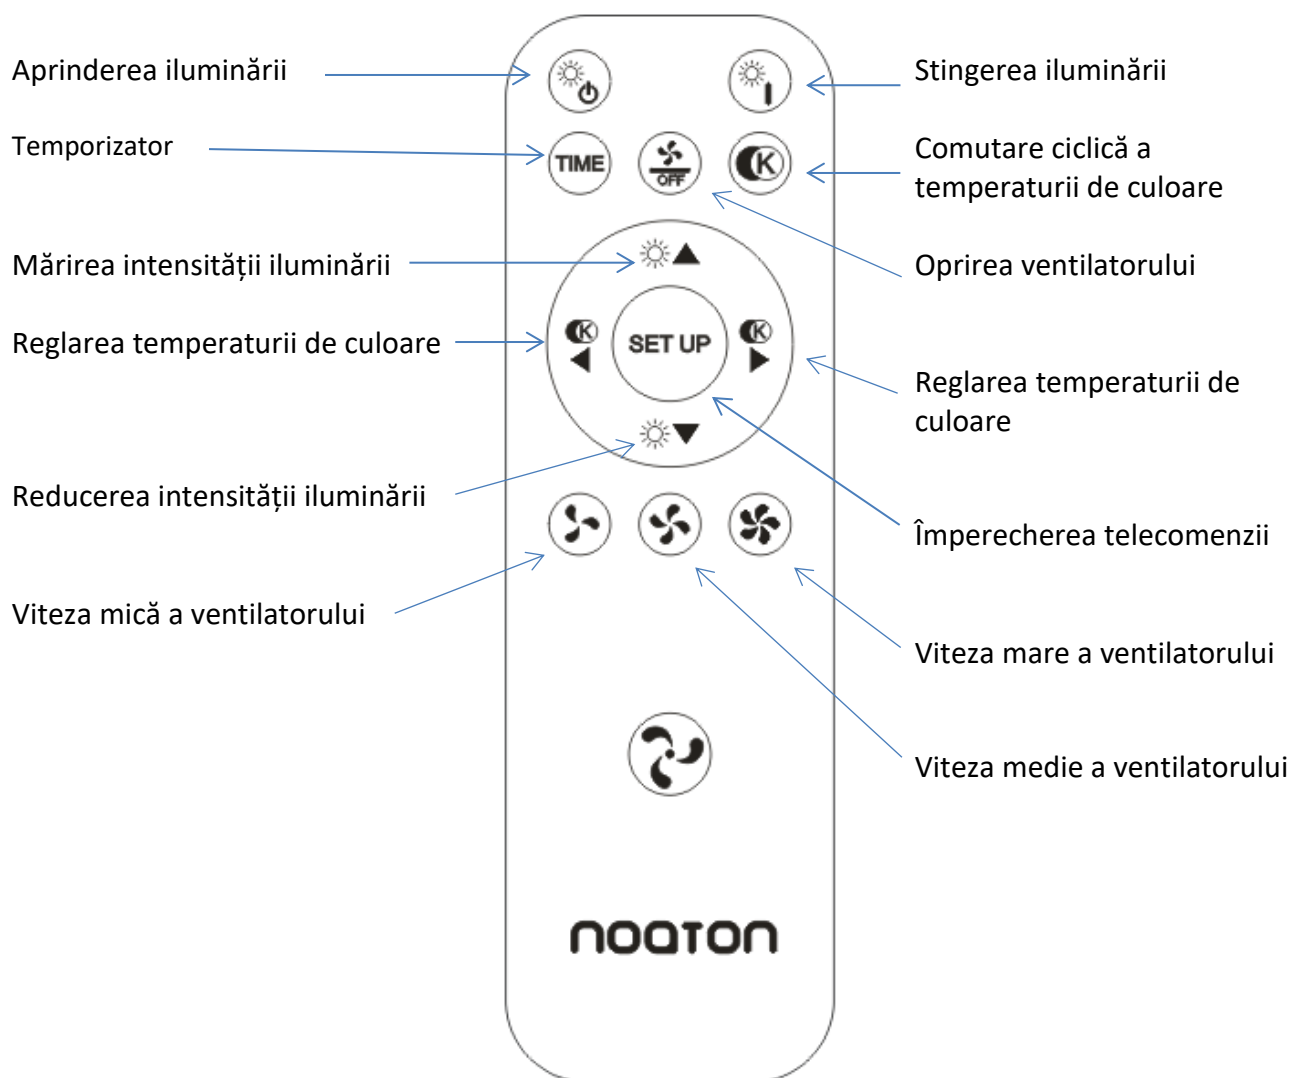 Aprinderea iluminării
Stingerea iluminării
Temporizator
TIME
OFF
K
Comutare ciclică a
temperaturii de culoare
Mărirea intensității iluminării
Oprirea ventilatorului
Reglarea temperaturii de culoare
K
SET UP
K
Reglarea temperaturii de
culoare
Reducerea intensității iluminării
Împerecherea telecomenzii
Viteza mică a ventilatorului
Viteza mare a ventilatorului
Viteza medie a ventilatorului
noaton